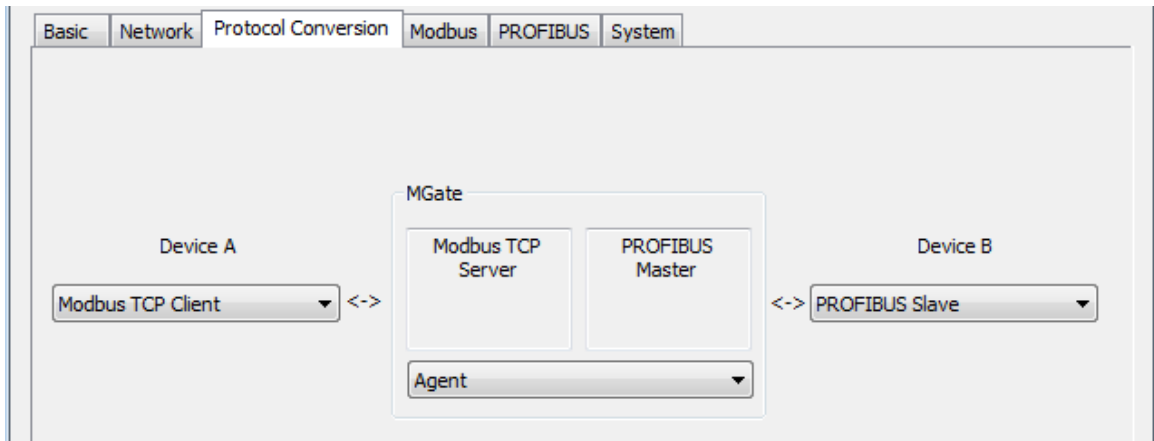 Basic Network Protocol Conversion Modbus PROFIBUS System
MGate
Device A
Modbus TCP
Server
PROFIBUS
Master
Device B
Modbus TCP Client <-> <-> PROFIBUS Slave
Agent